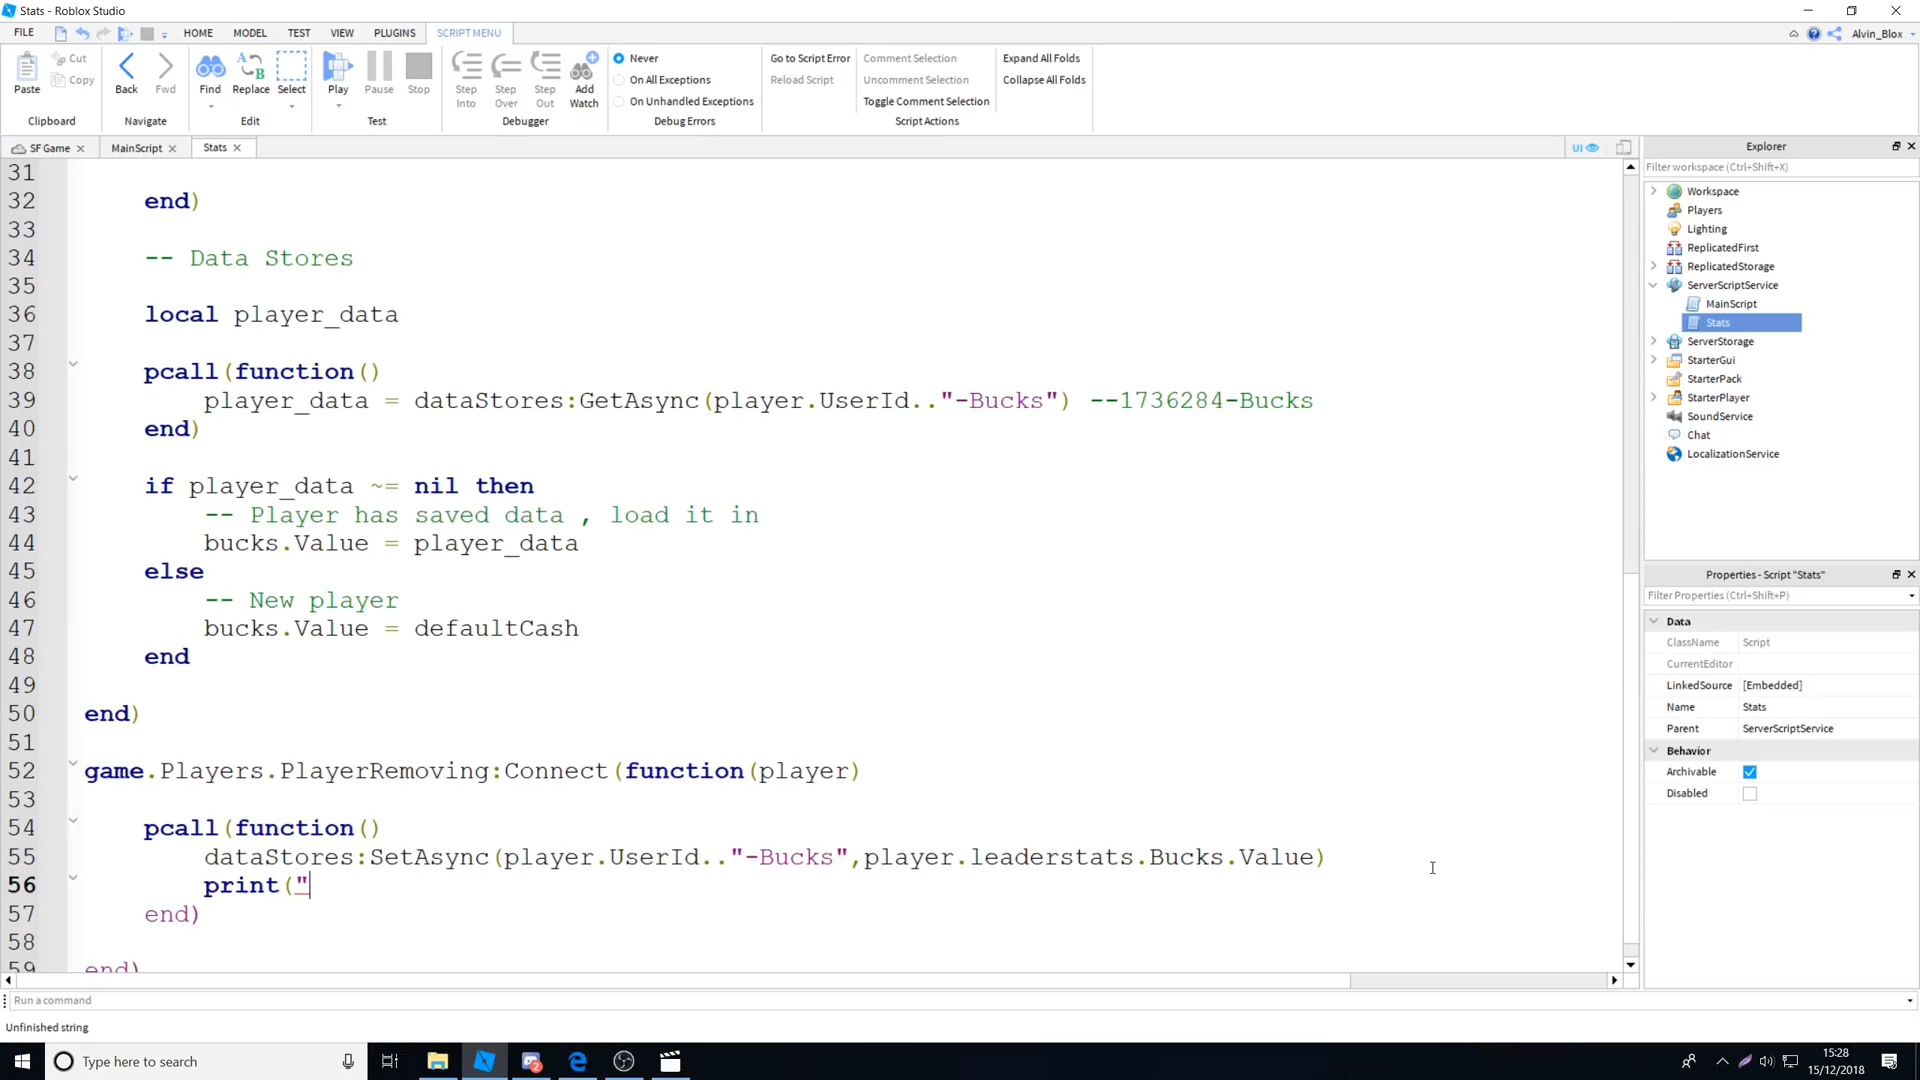 Stats - Roblox Studio
FILE HOME MODEL TEST VIEW PLUGINS SCRIPT MENU Alvin_Blox
Paste Cut Copy Clipboard
Back Fwd Navigate
Find Replace Select Edit
Play Pause Stop Test
Step Into Step Over Step Out Add Watch Debugger
Never
On All Exceptions
On Unhandled Exceptions
Debug Errors
Go to Script Error
Reload Script
Comment Selection
Uncomment Selection
Toggle Comment Selection
Script Actions
Expand All Folds
Collapse All Folds
SF Game MainScript Stats UI
31
32 end)
33
34 -- Data Stores
35
36 local player_data
37
38 pcall(function()
39 player_data = dataStores:GetAsync(player.UserId.."-Bucks") --1736284-Bucks
40 end)
41
42 if player_data ~= nil then
43 -- Player has saved data , load it in
44 bucks.Value = player_data
45 else
46 -- New player
47 bucks.Value = defaultCash
48 end
49
50 end)
51
52 game.Players.PlayerRemoving:Connect(function(player)
53
54 pcall(function()
55 dataStores:SetAsync(player.UserId.."-Bucks",player.leaderstats.Bucks.Value)
56 print("
57 end)
58
59 end)
Explorer
Filter workspace (Ctrl+Shift+X)
Workspace
Players
Lighting
ReplicatedFirst
ReplicatedStorage
ServerScriptService
MainScript
Stats
ServerStorage
StarterGui
StarterPack
StarterPlayer
SoundService
Chat
LocalizationService
Properties - Script "Stats"
Filter Properties (Ctrl+Shift+P)
Data
ClassName Script
CurrentEditor
LinkedSource [Embedded]
Name Stats
Parent ServerScriptService
Behavior
Archivable
Disabled
Run a command
Unfinished string
Type here to search
2
15:28
15/12/2018